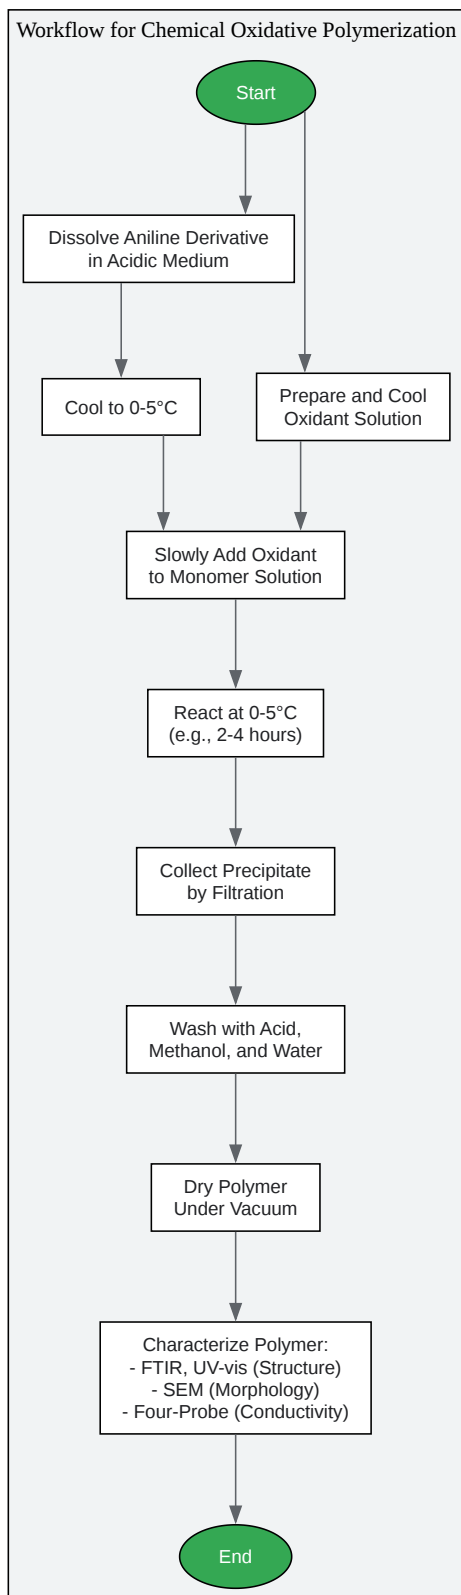 Workflow for Chemical Oxidative Polymerization
Start
Dissolve Aniline Derivative
in Acidic Medium
Cool to 0-5°C
Prepare and Cool
Oxidant Solution
Slowly Add Oxidant
to Monomer Solution
React at 0-5°C
(e.g., 2-4 hours)
Collect Precipitate
by Filtration
Wash with Acid,
Methanol, and Water
Dry Polymer
Under Vacuum
Characterize Polymer:
- FTIR, UV-vis (Structure)
- SEM (Morphology)
- Four-Probe (Conductivity)
End